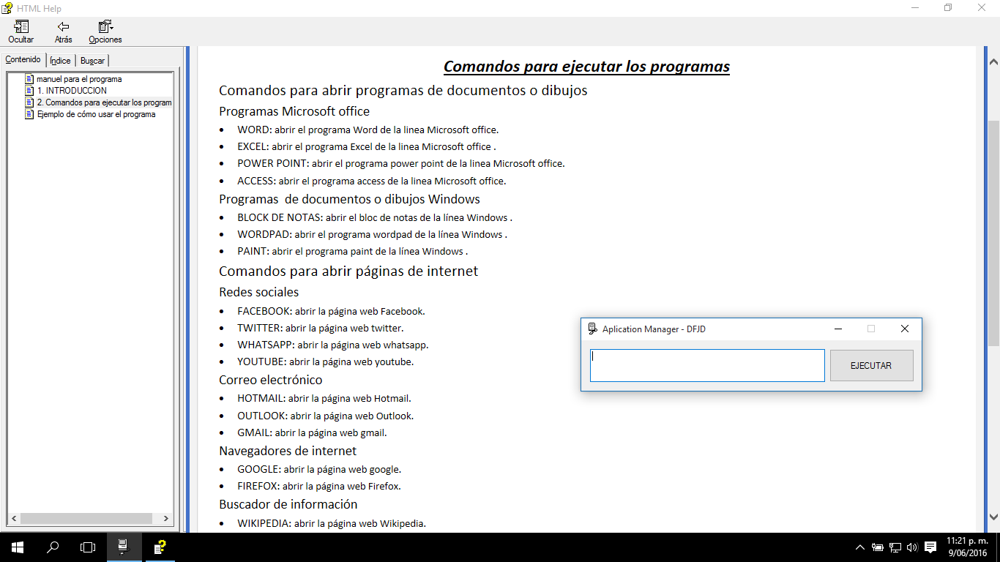 HTML Help
Ocultar
Atrás
Opciones
Contenido
Índice
Buscar
manuel para el programa
1. INTRODUCCION
2. Comandos para ejecutar los program
Ejemplo de cómo usar el programa
Comandos para ejecutar los programas
Comandos para abrir programas de documentos o dibujos
Programas Microsoft office
• WORD: abrir el programa Word de la linea Microsoft office.
• EXCEL: abrir el programa Excel de la linea Microsoft office .
• POWER POINT: abrir el programa power point de la linea Microsoft office.
• ACCESS: abrir el programa access de la linea Microsoft office.
Programas  de documentos o dibujos Windows
• BLOCK DE NOTAS: abrir el bloc de notas de la línea Windows .
• WORDPAD: abrir el programa wordpad de la línea Windows .
• PAINT: abrir el programa paint de la línea Windows .
Comandos para abrir páginas de internet
Redes sociales
• FACEBOOK: abrir la página web Facebook.
• TWITTER: abrir la página web twitter.
• WHATSAPP: abrir la página web whatsapp.
• YOUTUBE: abrir la página web youtube.
Correo electrónico
• HOTMAIL: abrir la página web Hotmail.
• OUTLOOK: abrir la página web Outlook.
• GMAIL: abrir la página web gmail.
Navegadores de internet
• GOOGLE: abrir la página web google.
• FIREFOX: abrir la página web Firefox.
Buscador de información
• WIKIPEDIA: abrir la página web Wikipedia.
Aplication Manager - DFJD
EJECUTAR
11:21 p. m.
9/06/2016